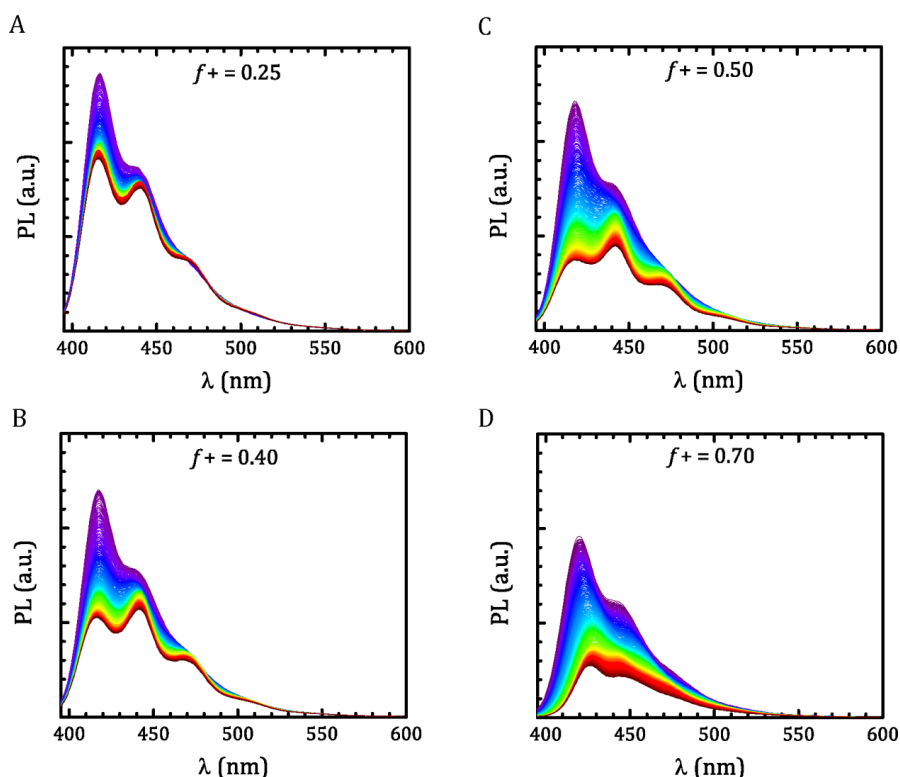 A
f+ = 0.25
PL (a.u.)
400 450 500 550 600
λ (nm)
B
f+ = 0.40
PL (a.u.)
400 450 500 550 600
λ (nm)
C
f+ = 0.50
PL (a.u.)
400 450 500 550 600
λ (nm)
D
f+ = 0.70
PL (a.u.)
400 450 500 550 600
λ (nm)